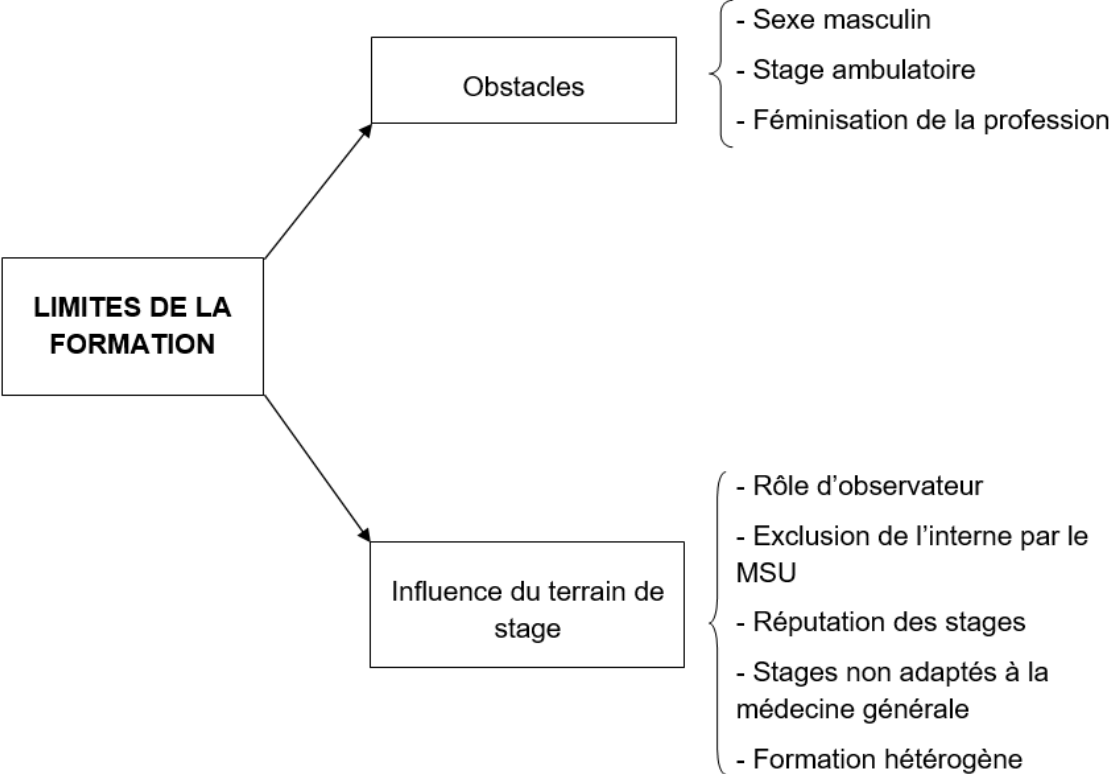 LIMITES DE LA
FORMATION
Obstacles
- Sexe masculin
- Stage ambulatoire
- Féminisation de la profession
Influence du terrain de
stage
- Rôle d’observateur
- Exclusion de l’interne par le
MSU
- Réputation des stages
- Stages non adaptés à la
médecine générale
- Formation hétérogène